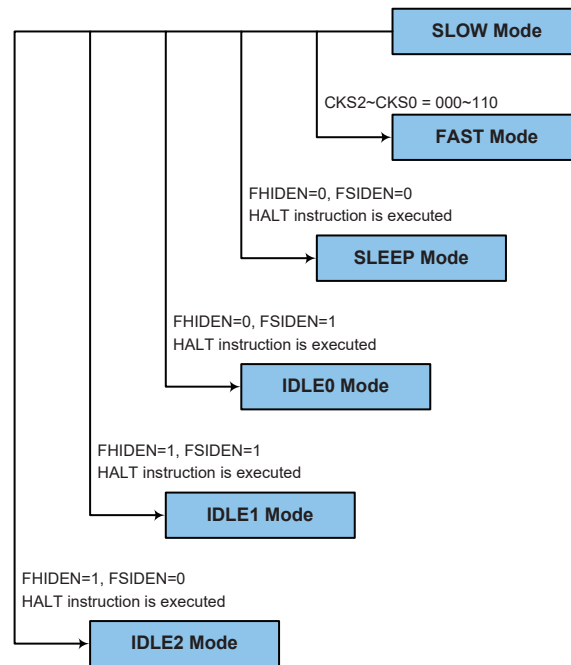 SLOW Mode
CKS2~CKS0 = 000~110
FAST Mode
FHIDEN=0, FSIDEN=0
HALT instruction is executed
SLEEP Mode
FHIDEN=0, FSIDEN=1
HALT instruction is executed
IDLE0 Mode
FHIDEN=1, FSIDEN=1
HALT instruction is executed
IDLE1 Mode
FHIDEN=1, FSIDEN=0
HALT instruction is executed
IDLE2 Mode